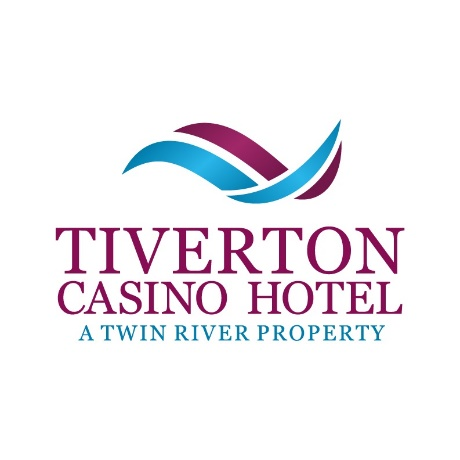 TIVERTON
CASINO HOTEL
A TWIN RIVER PROPERTY